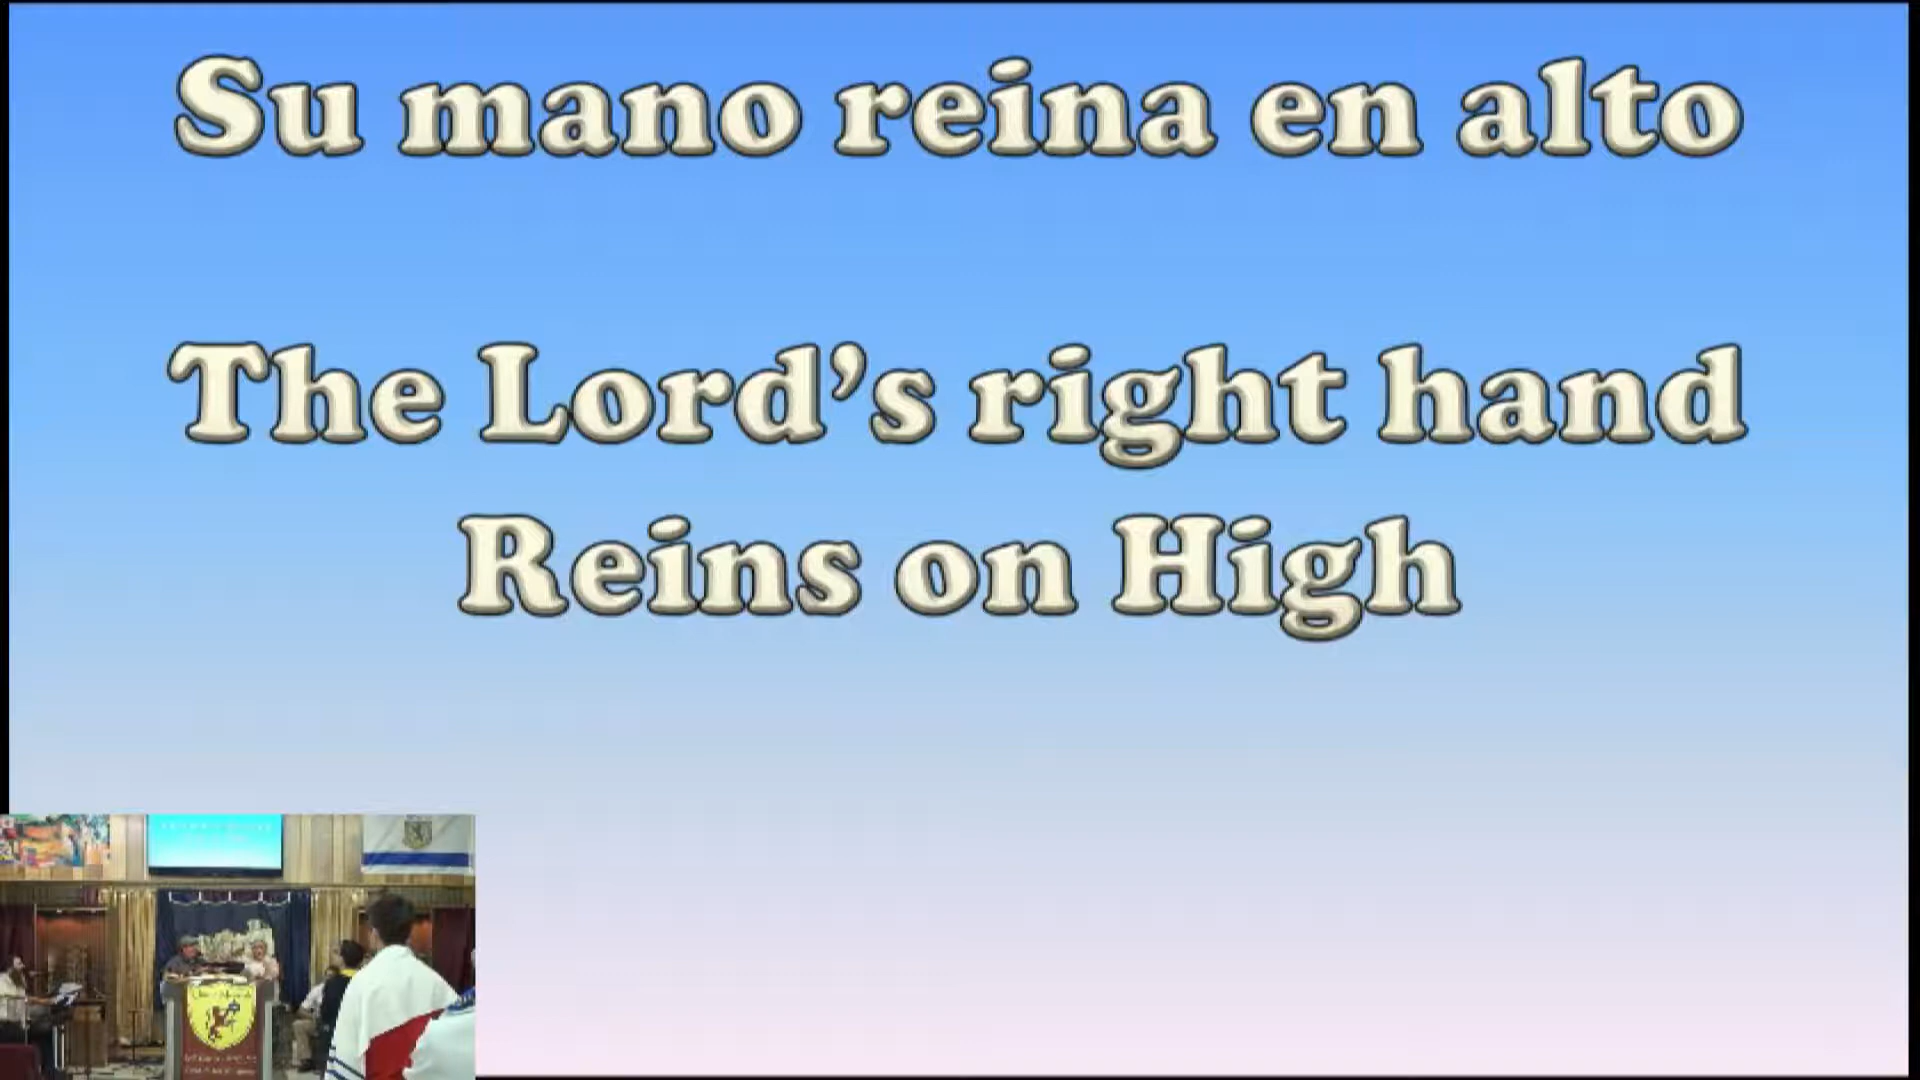 Su mano reina en alto
The Lord’s right hand
Reins on High